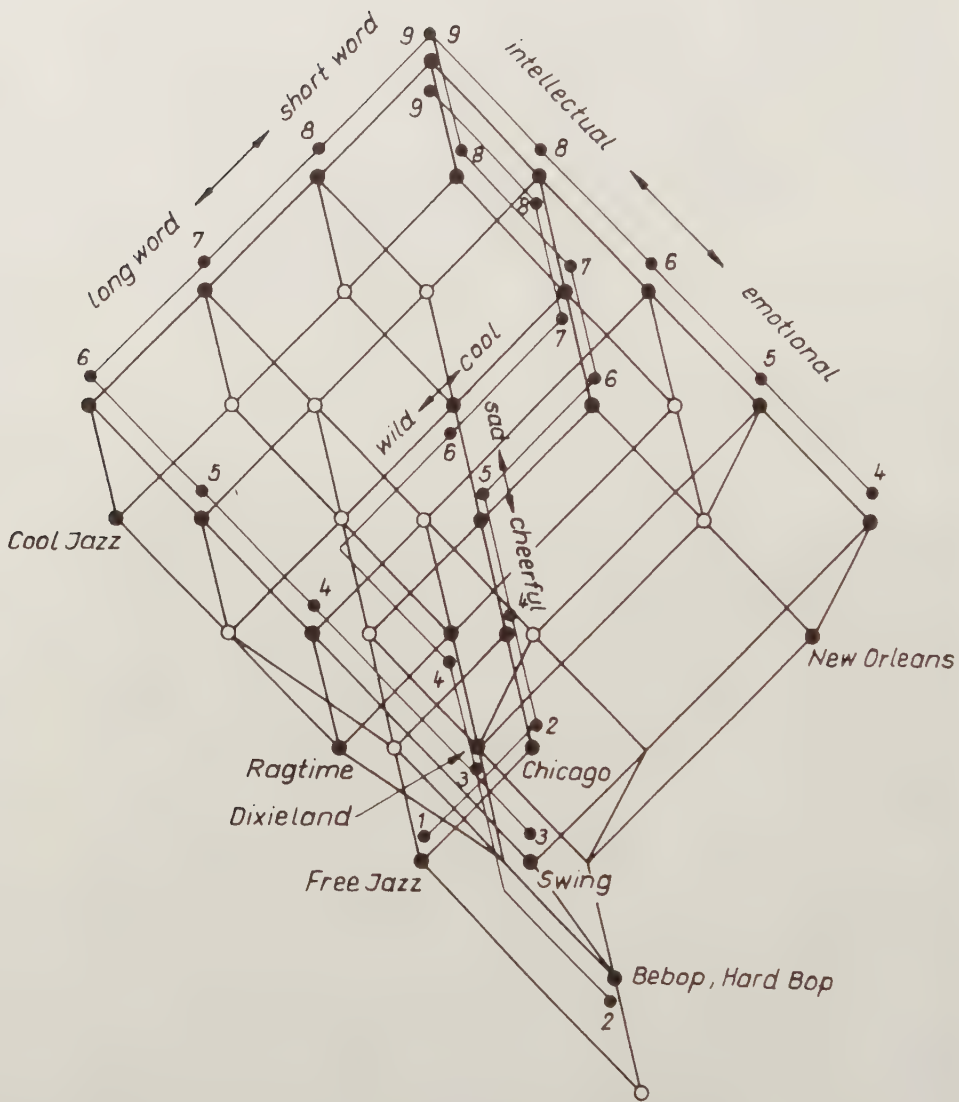 9 9
short word
intellectual
9
8
8 8
8
long word
7
7
6
emotional
7
6
cool
6
5
wild
sad
6
5
5
4
Cool Jazz
cheerful
4
4
4
New Orleans
2
Ragtime
3
Chicago
Dixieland
1
3
Free Jazz
Swing
Bebop, Hard Bop
2